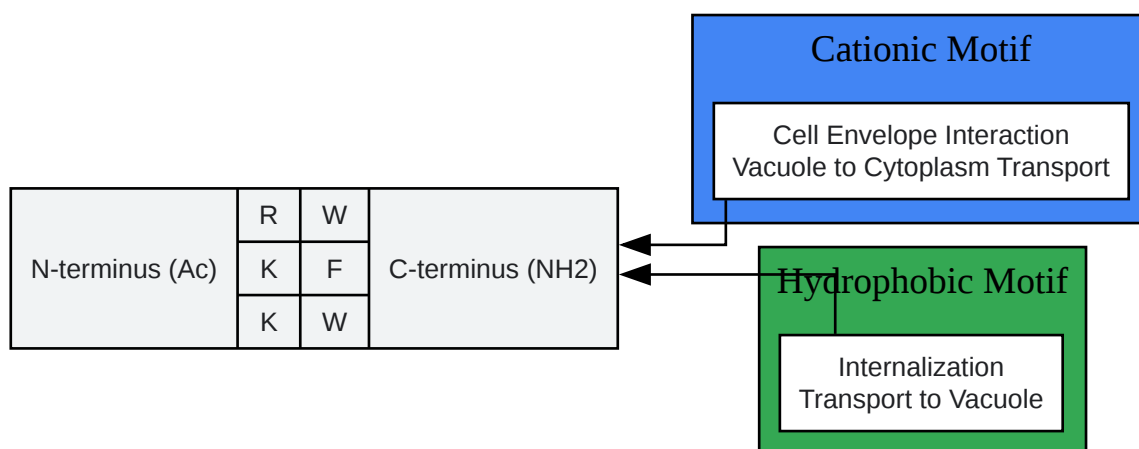 Cationic Motif
Cell Envelope Interaction
Vacuole to Cytoplasm Transport
N-terminus (Ac)
R W
K F
K W
C-terminus (NH2)
Hydrophobic Motif
Internalization
Transport to Vacuole